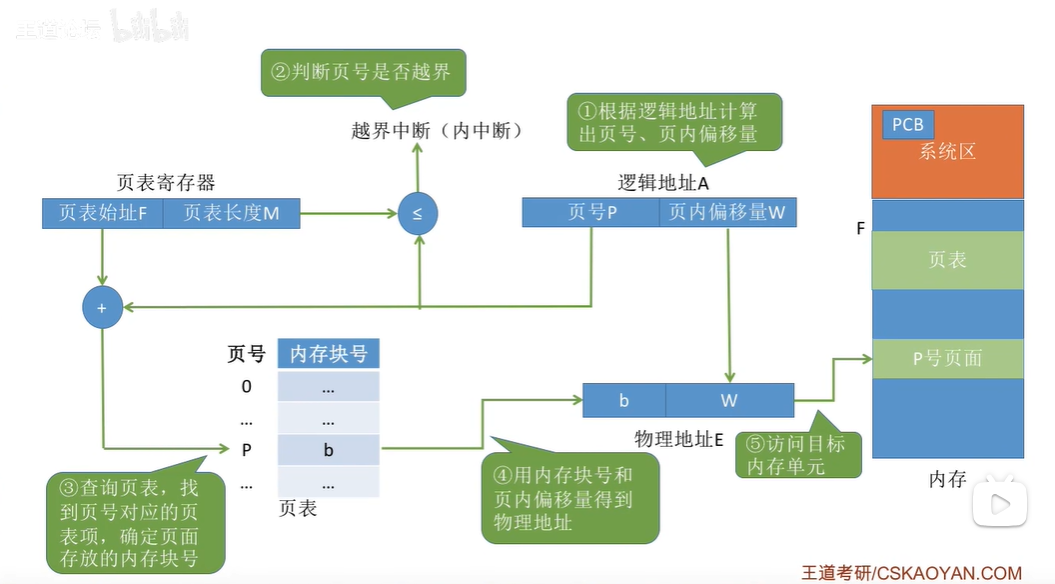 王道论坛 bilibili
②判断页号是否越界
越界中断（内中断）
①根据逻辑地址计算
出页号、页内偏移量
页表寄存器
页表始址F 页表长度M
≤
逻辑地址A
页号P 页内偏移量W
PCB
系统区
F
页表
P号页面
内存
+
页号 内存块号
0 ...
... ...
P b
... ...
页表
b W
物理地址E
③查询页表，找
到页号对应的页
表项，确定页面
存放的内存块号
④用内存块号和
页内偏移量得到
物理地址
⑤访问目标
内存单元
王道考研/CSKAOYAN.COM